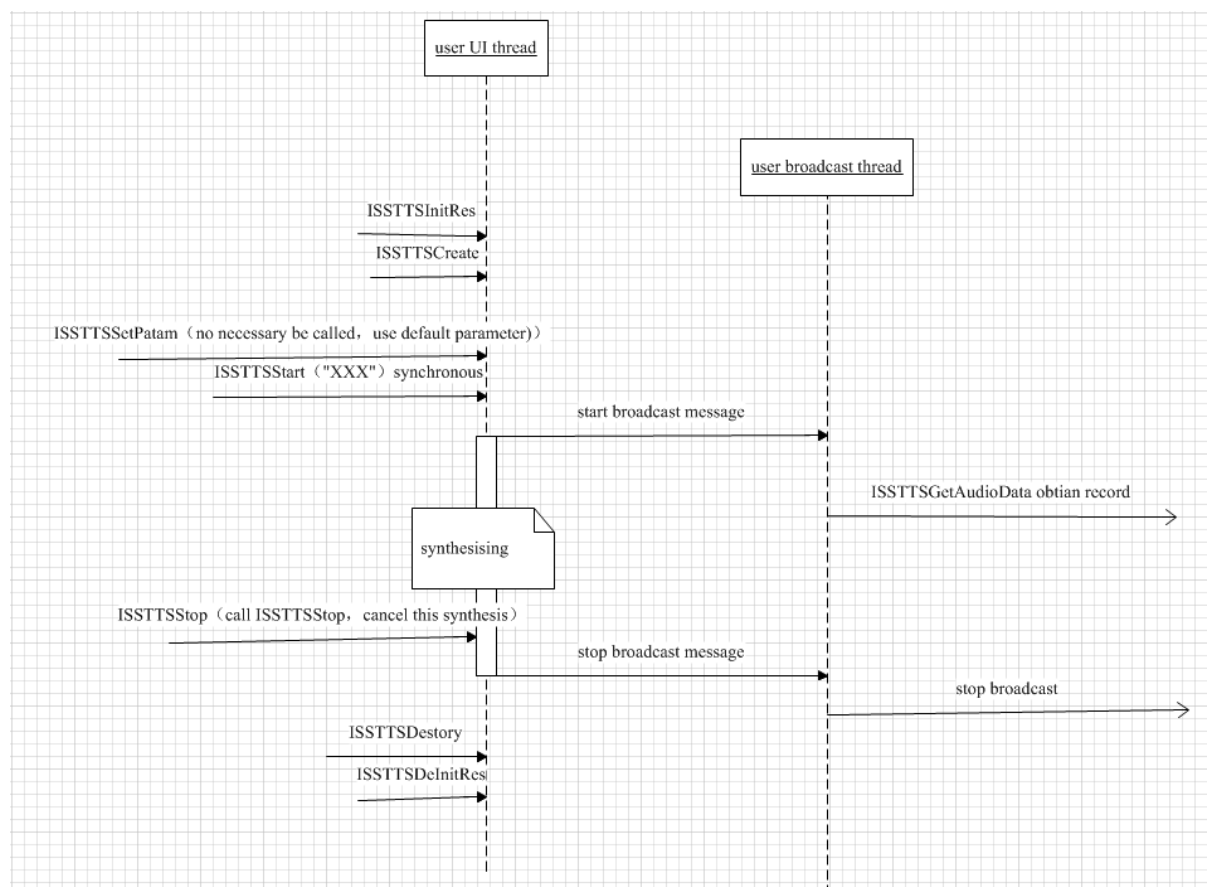 user UI thread
user broadcast thread
ISSTTSInitRes
ISSTTSCreate
ISSTTSSetPatam（no necessary be called，use default parameter)）
ISSTTSStart（"XXX"）synchronous
start broadcast message
ISSTTSGetAudioData obtian record
synthesising
ISSTTSStop（call ISSTTSStop，cancel this synthesis）
stop broadcast message
stop broadcast
ISSTTSDestory
ISSTTSDeInitRes